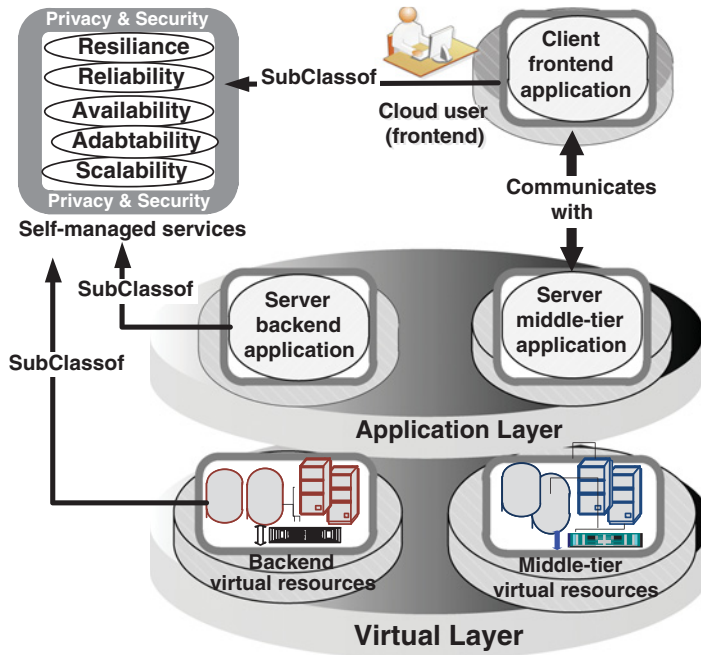 Privacy & Security
Resiliance
Reliability
Availability
Adabtability
Scalability
Privacy & Security
Self-managed services
SubClassof
Cloud user
(frontend)
Client
frontend
application
Communicates
with
SubClassof
SubClassof
Server
backend
application
Server
middle-tier
application
Application Layer
Backend
virtual resources
Middle-tier
virtual resources
Virtual Layer